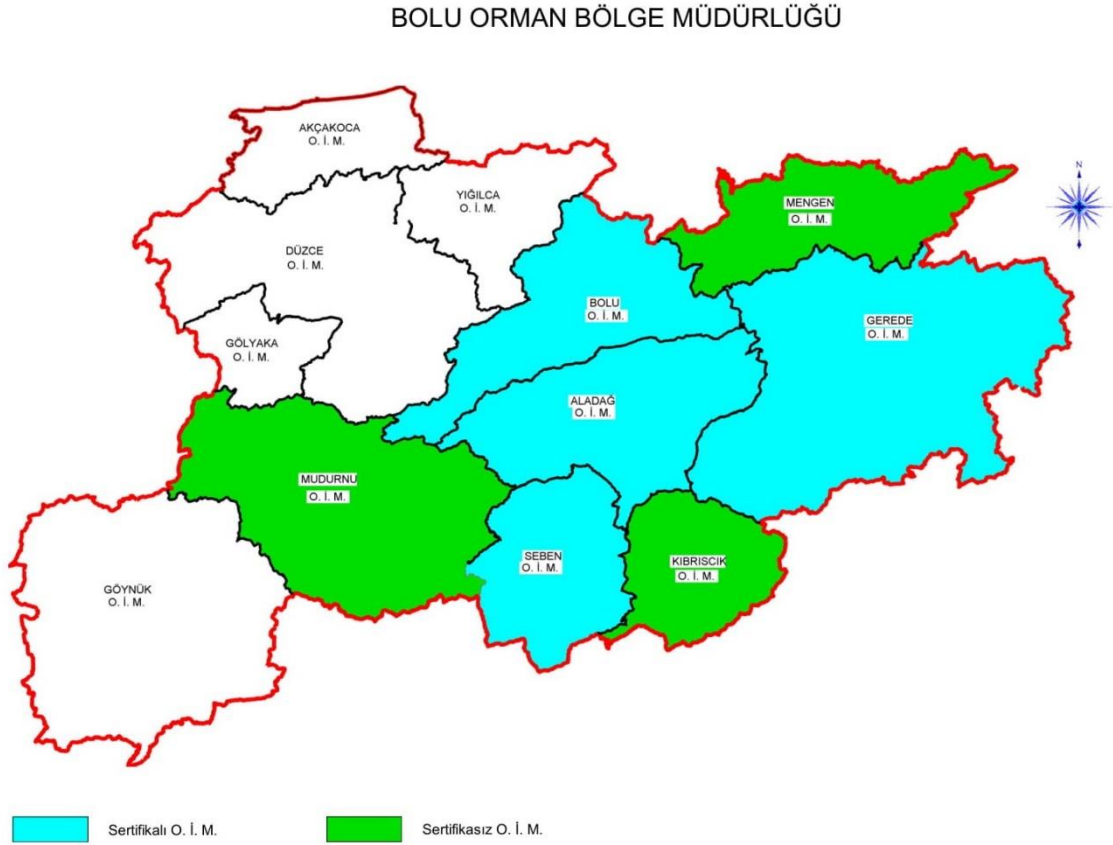 BOLU ORMAN BÖLGE MÜDÜRLÜĞÜ
AKÇAKOCA
O. İ. M.
YIĞILCA
O. İ. M.
MENGEN
O. İ. M.
N
DÜZCE
O. İ. M.
BOLU
O. İ. M.
GEREDE
O. İ. M.
GÖLYAKA
O. İ. M.
ALADAĞ
O. İ. M.
MUDURNU
O. İ. M.
SEBEN
O. İ. M.
KIBRISCIK
O. İ. M.
GÖYNÜK
O. İ. M.
Sertifikalı O. İ. M.
Sertifikasız O. İ. M.